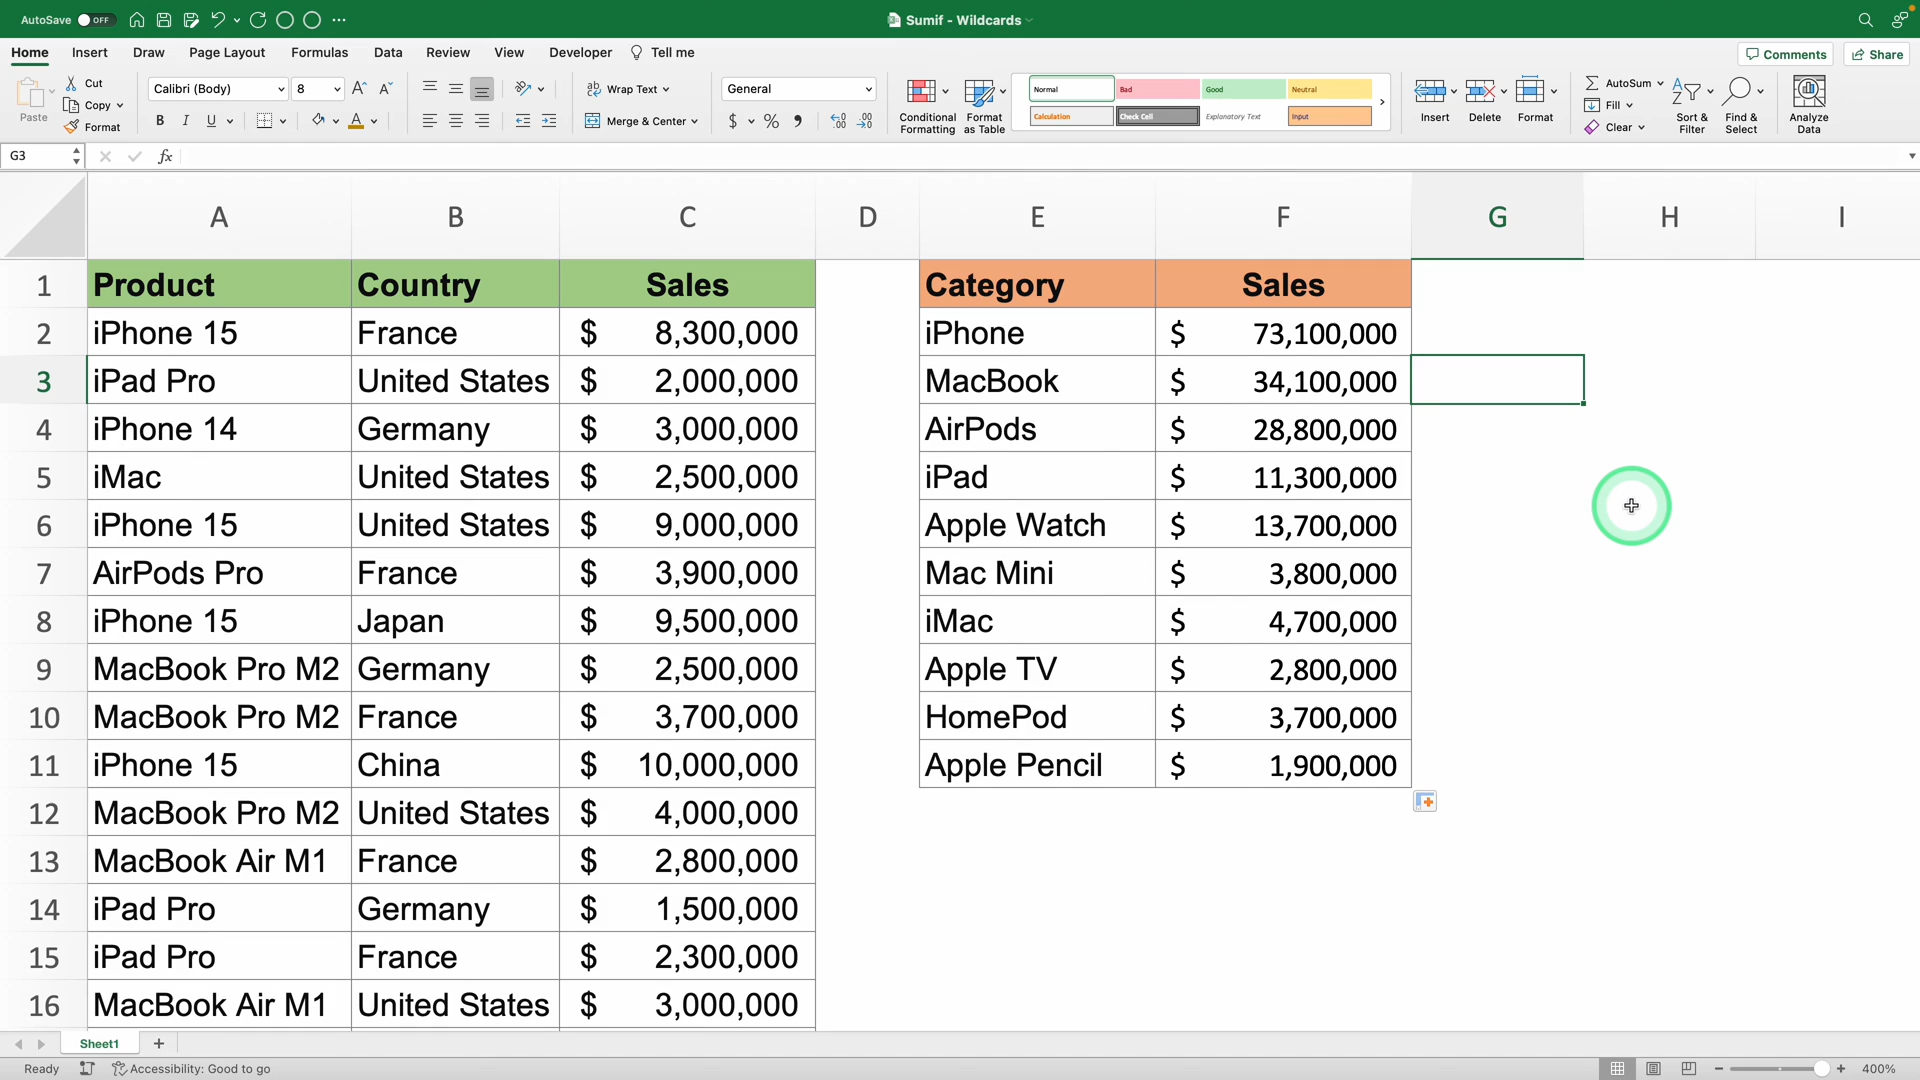 AutoSave OFF
Sumif - Wildcards
Home Insert Draw Page Layout Formulas Data Review View Developer Tell me
Comments Share
Paste Cut Copy Format
Calibri (Body) 8
B I U A
Wrap Text
Merge & Center
General
$ %
Conditional Formatting
Format as Table
Normal Bad Good Neutral
Calculation Check Cell Explanatory Text Input
Insert Delete Format
AutoSum
Fill
Clear
Sort & Filter
Find & Select
Analyze Data
G3 fx
A B C D E F G H I
1 Product Country Sales Category Sales
2 iPhone 15 France $ 8,300,000 iPhone $ 73,100,000
3 iPad Pro United States $ 2,000,000 MacBook $ 34,100,000
4 iPhone 14 Germany $ 3,000,000 AirPods $ 28,800,000
5 iMac United States $ 2,500,000 iPad $ 11,300,000
6 iPhone 15 United States $ 9,000,000 Apple Watch $ 13,700,000
7 AirPods Pro France $ 3,900,000 Mac Mini $ 3,800,000
8 iPhone 15 Japan $ 9,500,000 iMac $ 4,700,000
9 MacBook Pro M2 Germany $ 2,500,000 Apple TV $ 2,800,000
10 MacBook Pro M2 France $ 3,700,000 HomePod $ 3,700,000
11 iPhone 15 China $ 10,000,000 Apple Pencil $ 1,900,000
12 MacBook Pro M2 United States $ 4,000,000
13 MacBook Air M1 France $ 2,800,000
14 iPad Pro Germany $ 1,500,000
15 iPad Pro France $ 2,300,000
16 MacBook Air M1 United States $ 3,000,000
Sheet1
Ready Accessibility: Good to go 400%